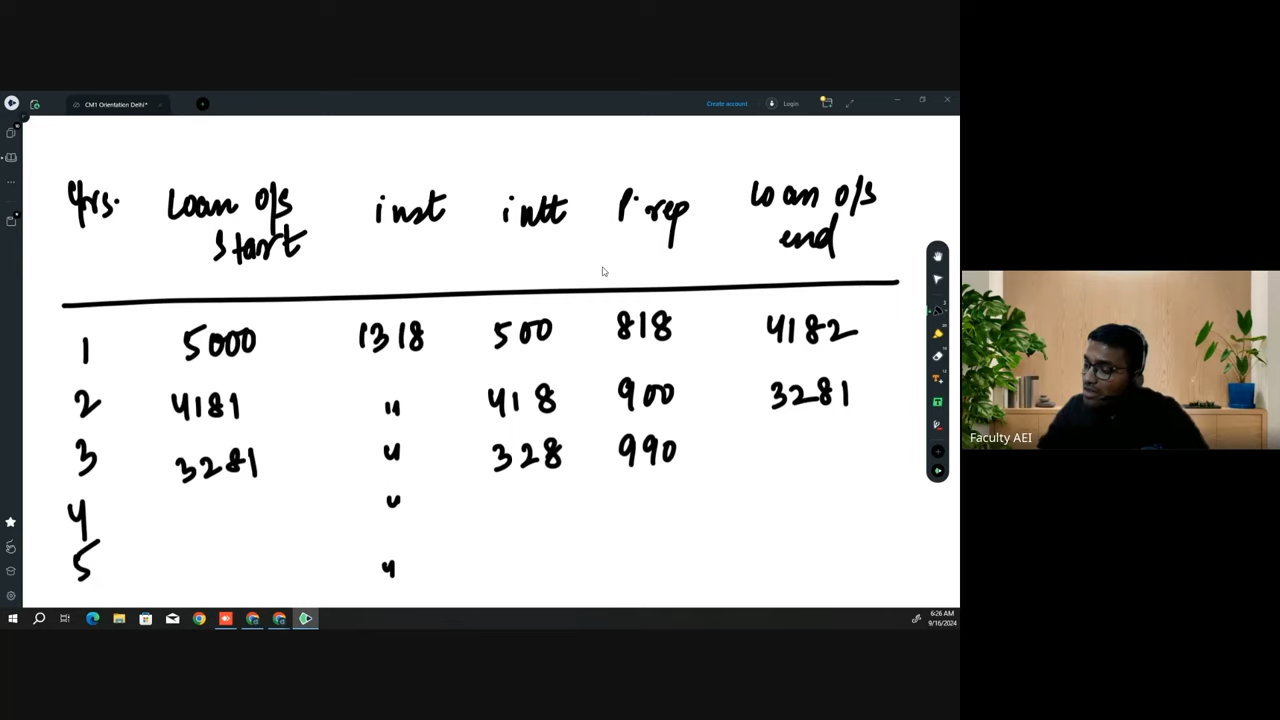 CM1 Orientation Delhi*
Create account
Login
Yrs. Loan o/s start inst intt P. rep Loan o/s end
1 5000 1318 500 818 4182
2 4181 " 418 900 3281
3 3281 " 328 990
4 "
5 "
Faculty AEI
6:26 AM
9/16/2024